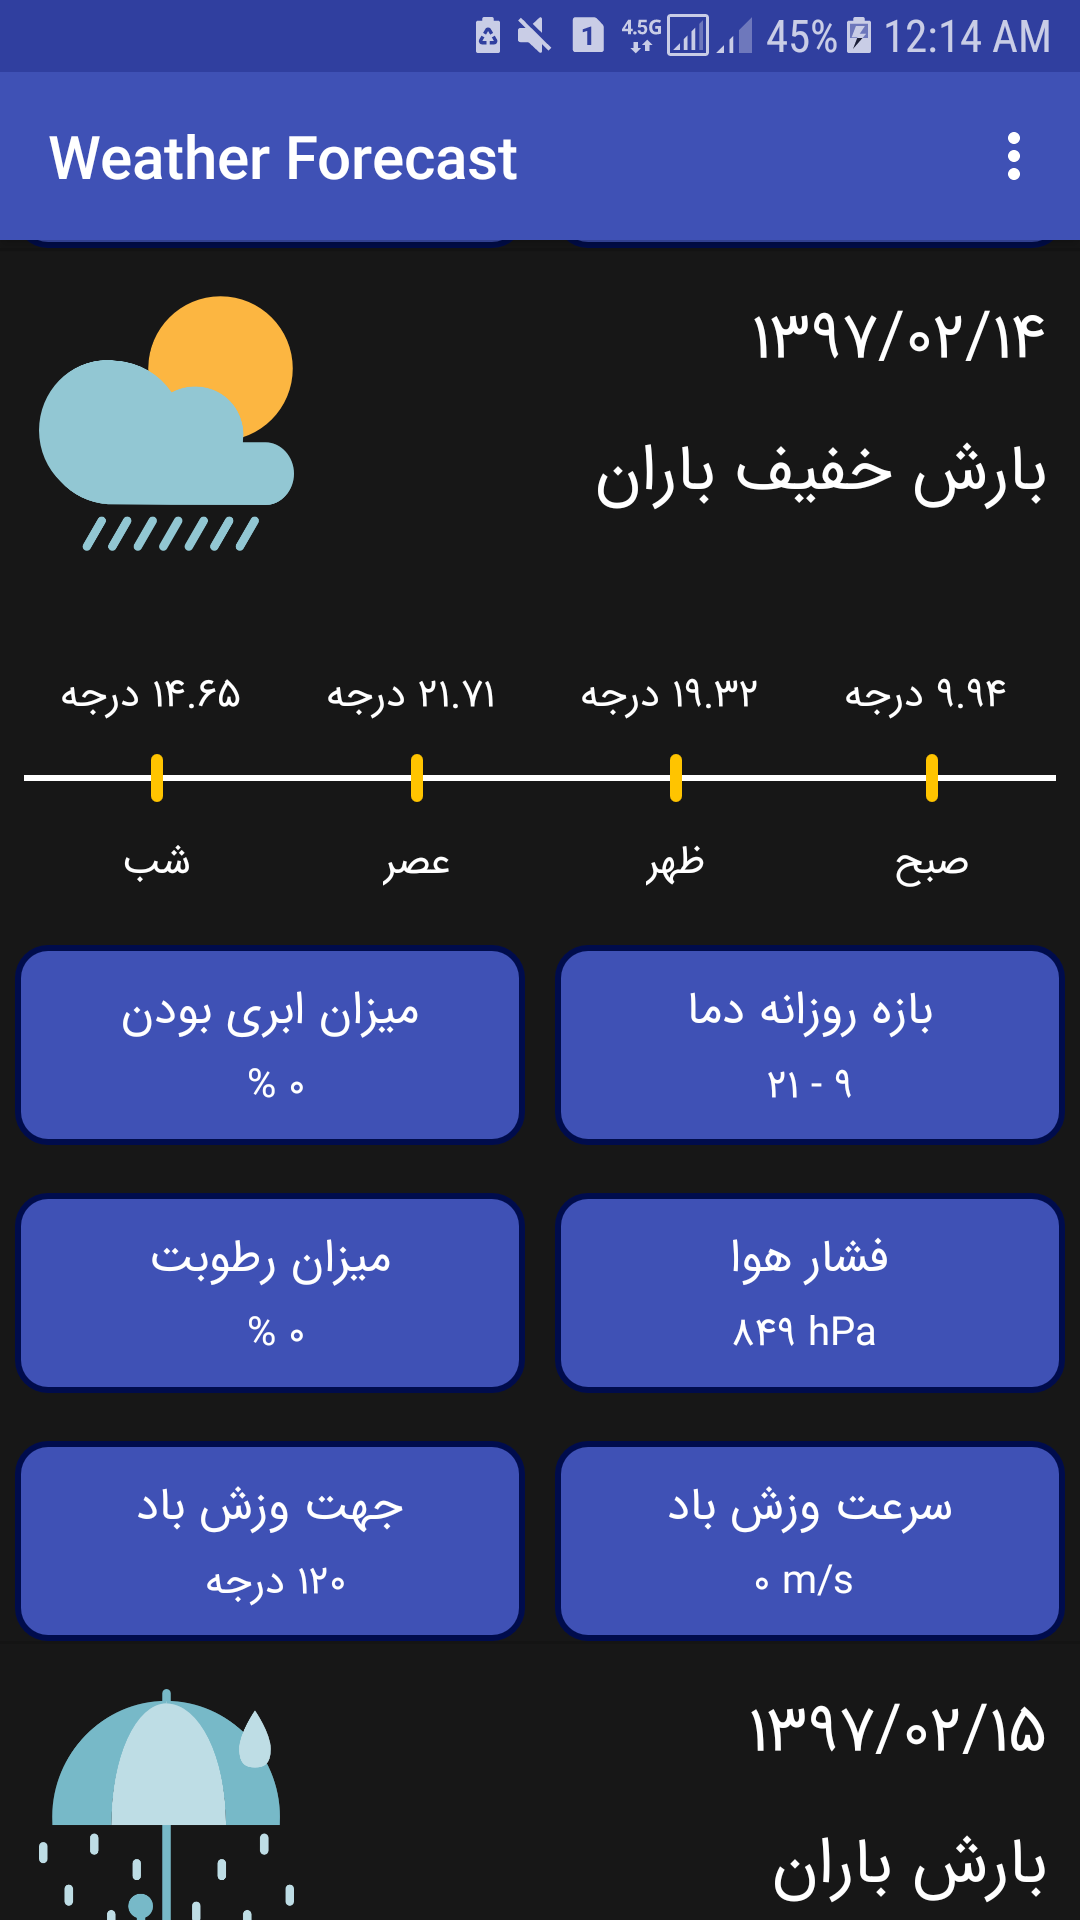 4.5G 45% 12:14 AM
Weather Forecast
۱۳۹۷/۰۲/۱۴
بارش خفیف باران
۹.۹۴ درجه ۱۹.۳۲ درجه ۲۱.۷۱ درجه ۱۴.۶۵ درجه
صبح ظهر عصر شب
بازه روزانه دما
۹ - ۲۱
میزان ابری بودن
۰ %
فشار هوا
۸۴۹ hPa
میزان رطوبت
۰ %
سرعت وزش باد
۰ m/s
جهت وزش باد
۱۲۰ درجه
۱۳۹۷/۰۲/۱۵
بارش باران